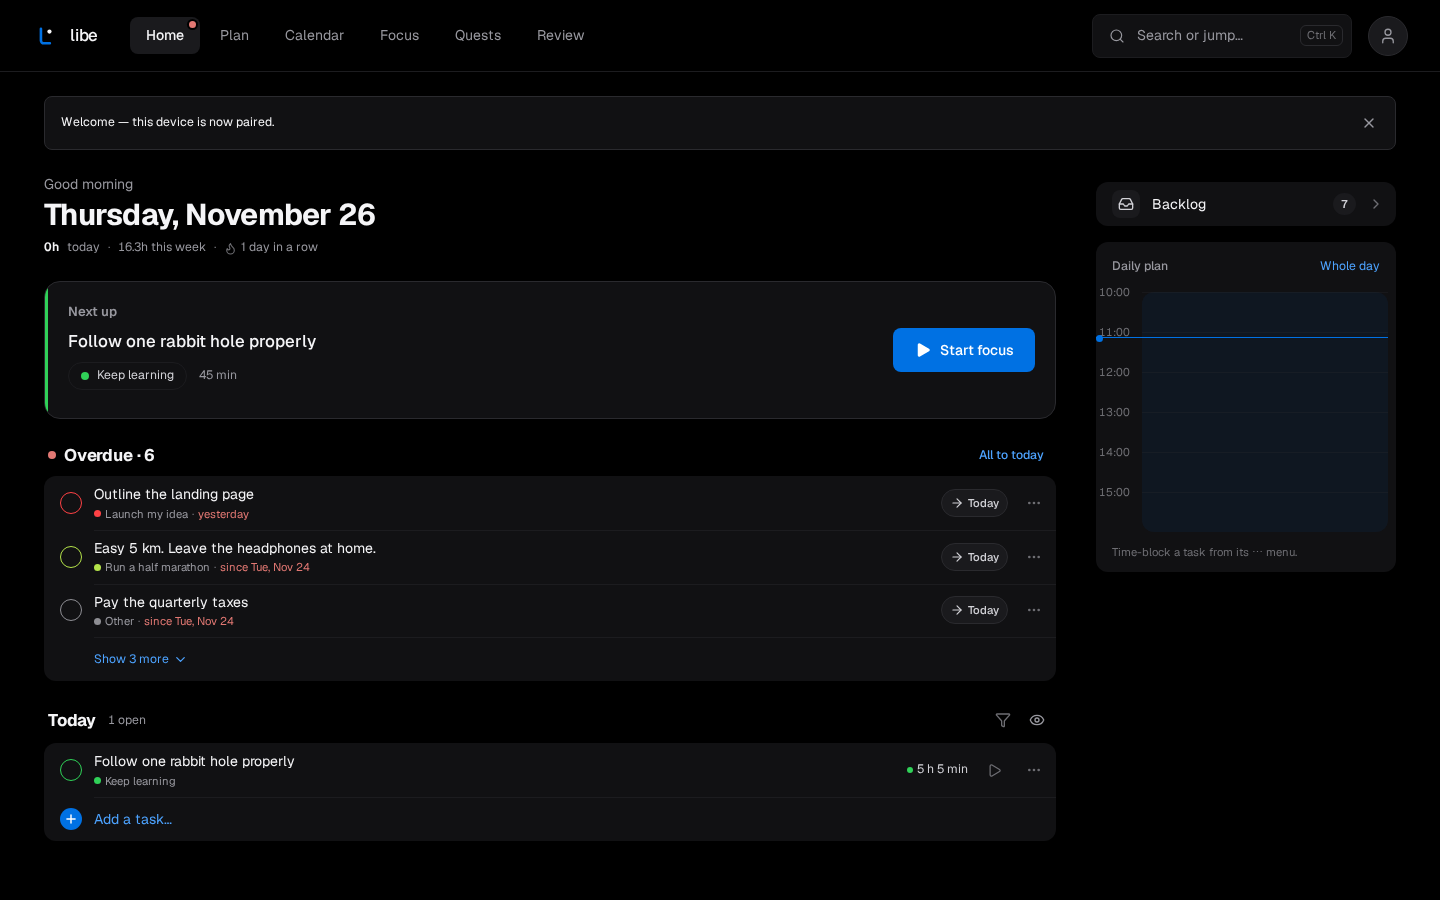 libe
Home
Plan
Calendar
Focus
Quests
Review
Search or jump...
Ctrl K
Welcome — this device is now paired.
Good morning
Thursday, November 26
0h today · 16.3h this week · 1 day in a row
Next up
Follow one rabbit hole properly
Keep learning
45 min
Start focus
Overdue · 6
All to today
Outline the landing page
Launch my idea · yesterday
Today
Easy 5 km. Leave the headphones at home.
Run a half marathon · since Tue, Nov 24
Today
Pay the quarterly taxes
Other · since Tue, Nov 24
Today
Show 3 more
Today
1 open
Follow one rabbit hole properly
Keep learning
5 h 5 min
Add a task...
Backlog
7
Daily plan
Whole day
10:00
11:00
12:00
13:00
14:00
15:00
Time-block a task from its ··· menu.